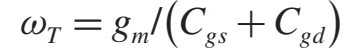 ω_T = g_m/(C_gs + C_gd)